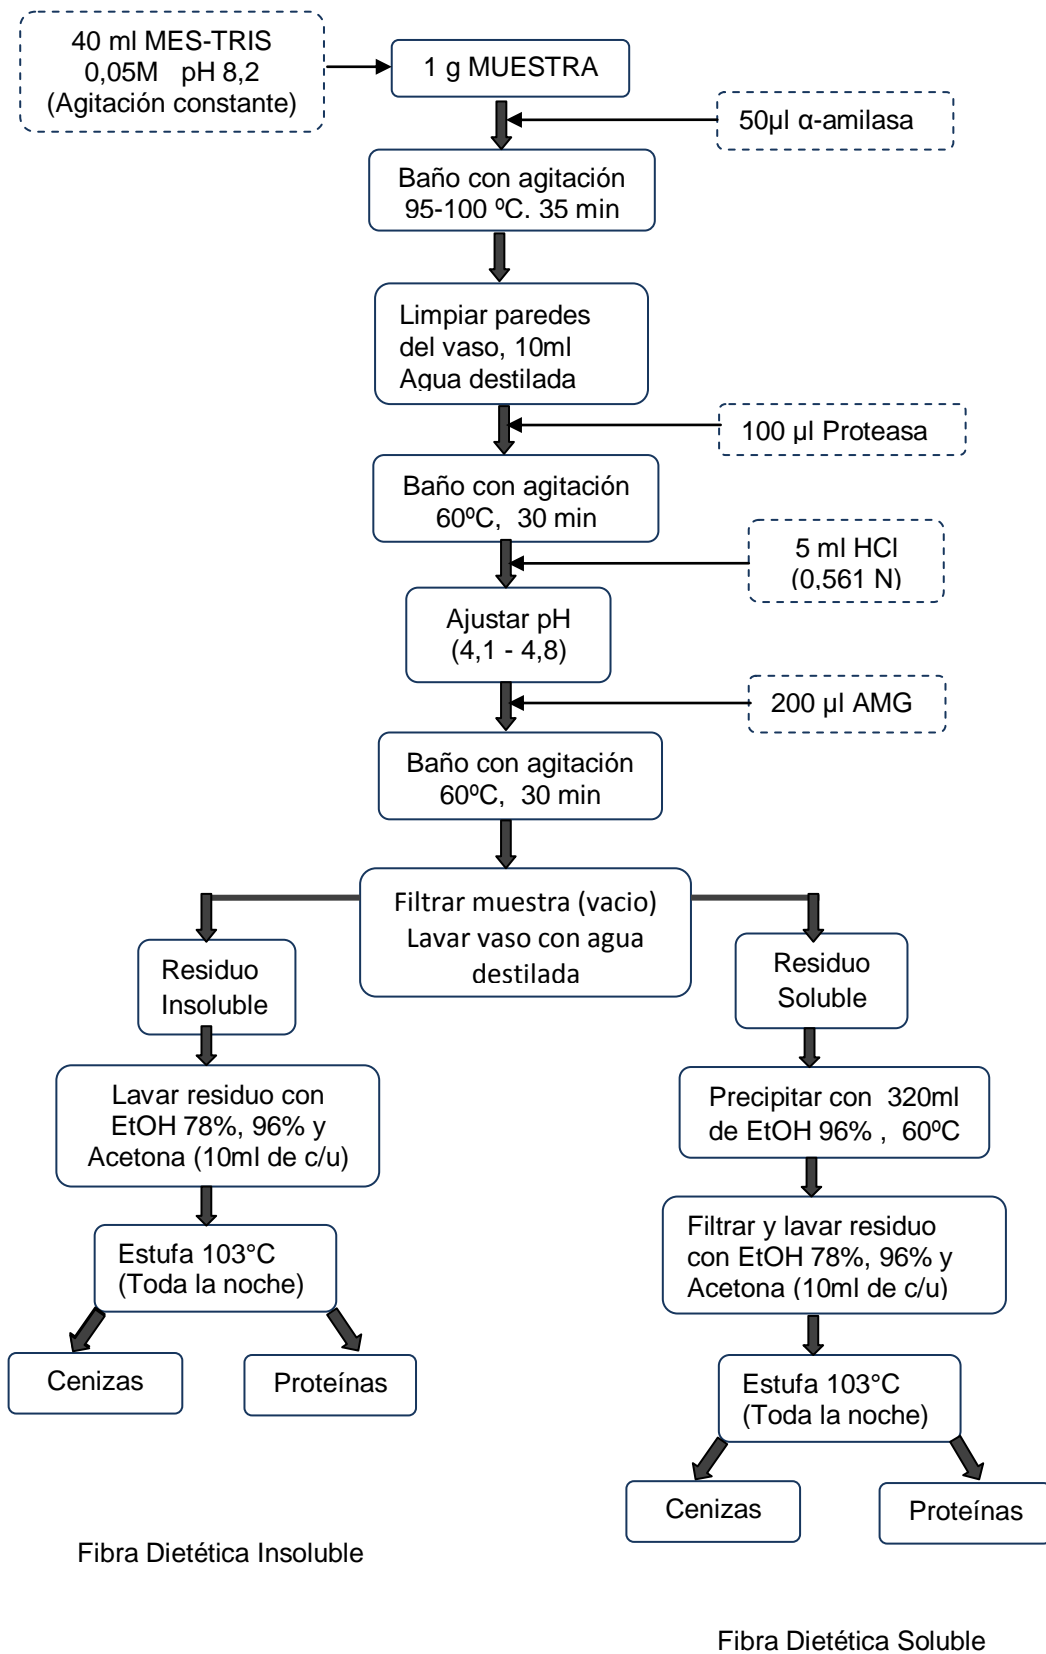 40 ml MES-TRIS
0,05M pH 8,2
(Agitación constante)
1 g MUESTRA
50µl α-amilasa
Baño con agitación
95-100 ºC. 35 min
Limpiar paredes
del vaso, 10ml
Agua destilada
100 µl Proteasa
Baño con agitación
60ºC, 30 min
5 ml HCl
(0,561 N)
Ajustar pH
(4,1 - 4,8)
200 µl AMG
Baño con agitación
60ºC, 30 min
Filtrar muestra (vacio)
Lavar vaso con agua
destilada
Residuo
Insoluble
Residuo
Soluble
Lavar residuo con
EtOH 78%, 96% y
Acetona (10ml de c/u)
Precipitar con 320ml
de EtOH 96% , 60ºC
Estufa 103°C
(Toda la noche)
Filtrar y lavar residuo
con EtOH 78%, 96% y
Acetona (10ml de c/u)
Cenizas
Proteínas
Estufa 103°C
(Toda la noche)
Cenizas
Proteínas
Fibra Dietética Insoluble
Fibra Dietética Soluble